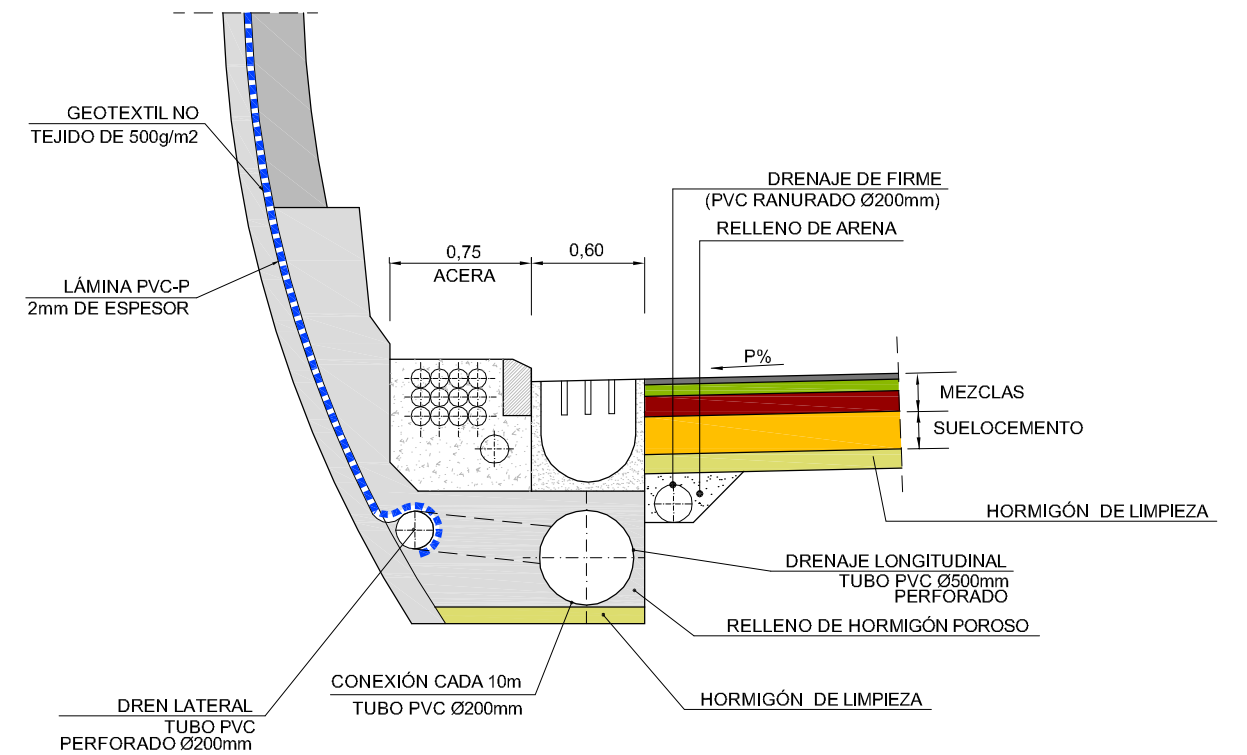 GEOTEXTIL NO
TEJIDO DE 500g/m2
DRENAJE DE FIRME
(PVC RANURADO Ø200mm)
RELLENO DE ARENA
0,75
ACERA
0,60
LÁMINA PVC-P
2mm DE ESPESOR
P%
MEZCLAS
SUELOCEMENTO
HORMIGÓN DE LIMPIEZA
DRENAJE LONGITUDINAL
TUBO PVC Ø500mm
PERFORADO
RELLENO DE HORMIGÓN POROSO
CONEXIÓN CADA 10m
TUBO PVC Ø200mm
HORMIGÓN DE LIMPIEZA
DREN LATERAL
TUBO PVC
PERFORADO Ø200mm